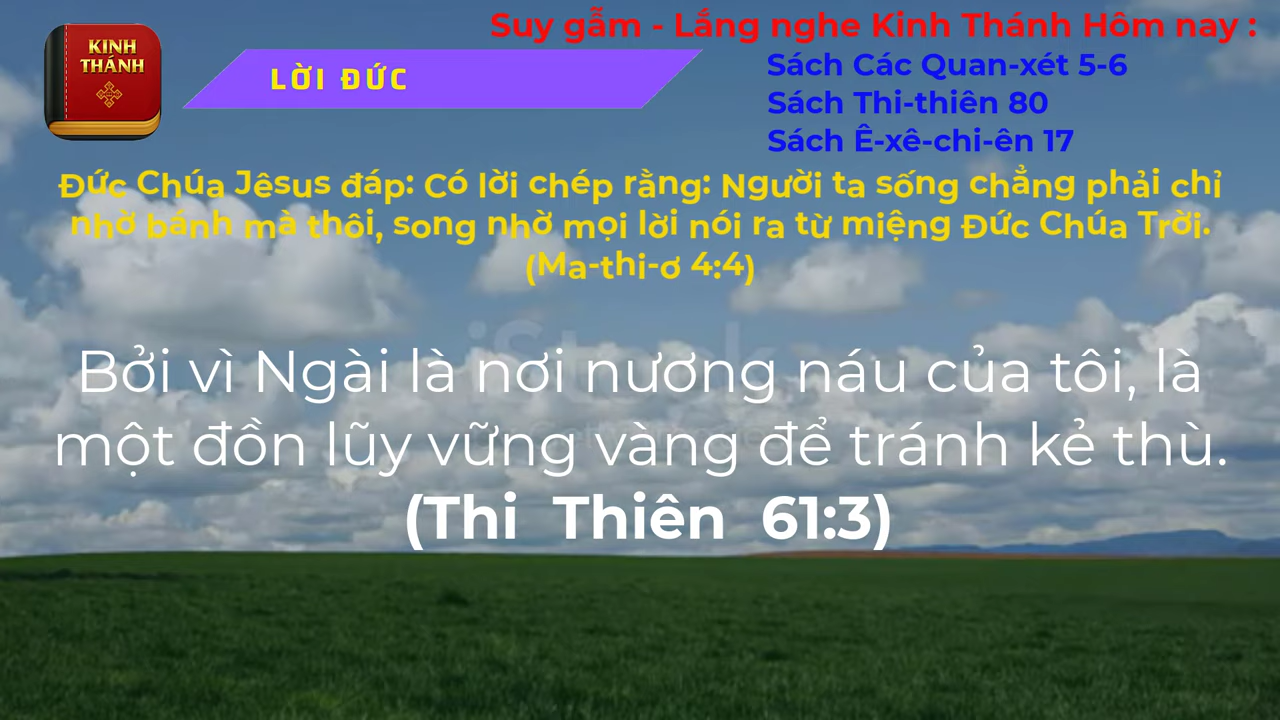 KINH
THÁNH
LỜI ĐỨC
Suy gẫm - Lắng nghe Kinh Thánh Hôm nay :
Sách Các Quan-xét 5-6
Sách Thi-thiên 80
Sách Ê-xê-chi-ên 17
Đức Chúa Jêsus đáp: Có lời chép rằng: Người ta sống chẳng phải chỉ
nhờ bánh mà thôi, song nhờ mọi lời nói ra từ miệng Đức Chúa Trời.
(Ma-thi-ơ 4:4)
iStock
Bởi vì Ngài là nơi nương náu của tôi, là
một đồn lũy vững vàng để tránh kẻ thù.
(Thi Thiên 61:3)